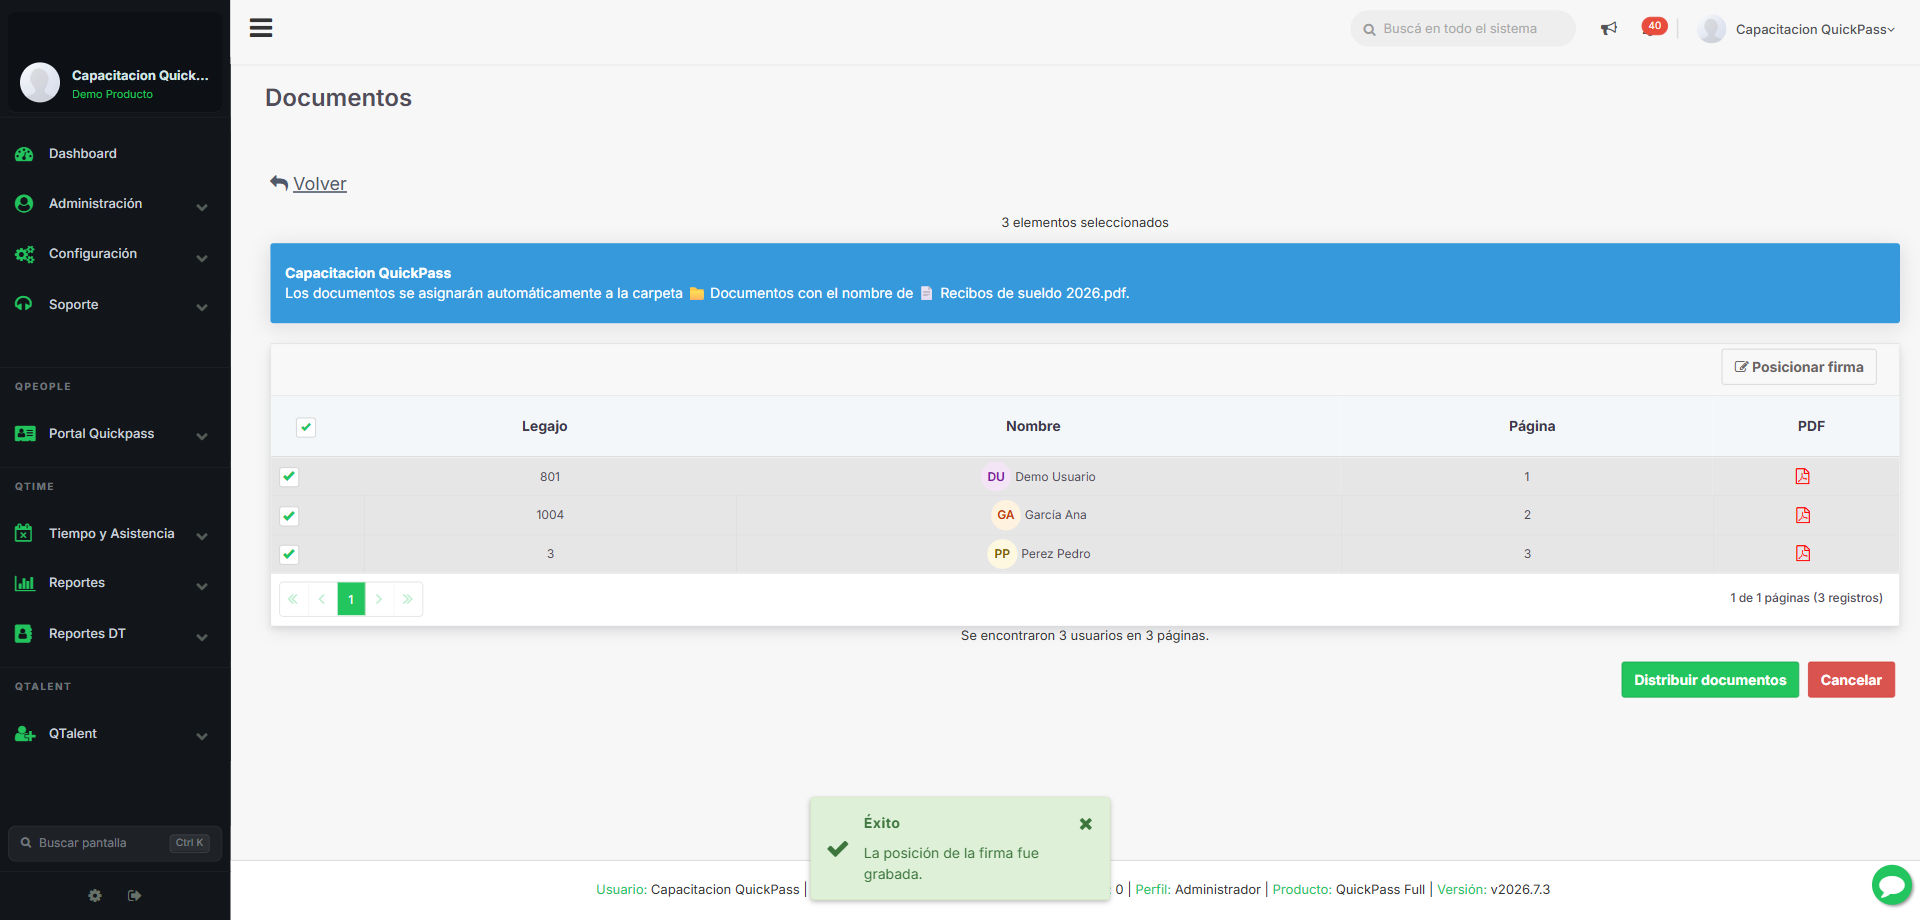 Capacitacion Quick...
Demo Producto
Dashboard
Administración
Configuración
Soporte
QPEOPLE
Portal Quickpass
QTIME
Tiempo y Asistencia
Reportes
Reportes DT
QTALENT
QTalent
Buscar pantalla Ctrl K
Buscá en todo el sistema
40
Capacitacion QuickPass
Documentos
Volver
3 elementos seleccionados
Capacitacion QuickPass
Los documentos se asignarán automáticamente a la carpeta Documentos con el nombre de Recibos de sueldo 2026.pdf.
Posicionar firma
Legajo Nombre Página PDF
801 DU Demo Usuario 1
1004 GA García Ana 2
3 PP Perez Pedro 3
« ‹ 1 › »
1 de 1 páginas (3 registros)
Se encontraron 3 usuarios en 3 páginas.
Distribuir documentos
Cancelar
Éxito
La posición de la firma fue
grabada.
Usuario: Capacitacion QuickPass | : 0 | Perfil: Administrador | Producto: QuickPass Full | Versión: v2026.7.3